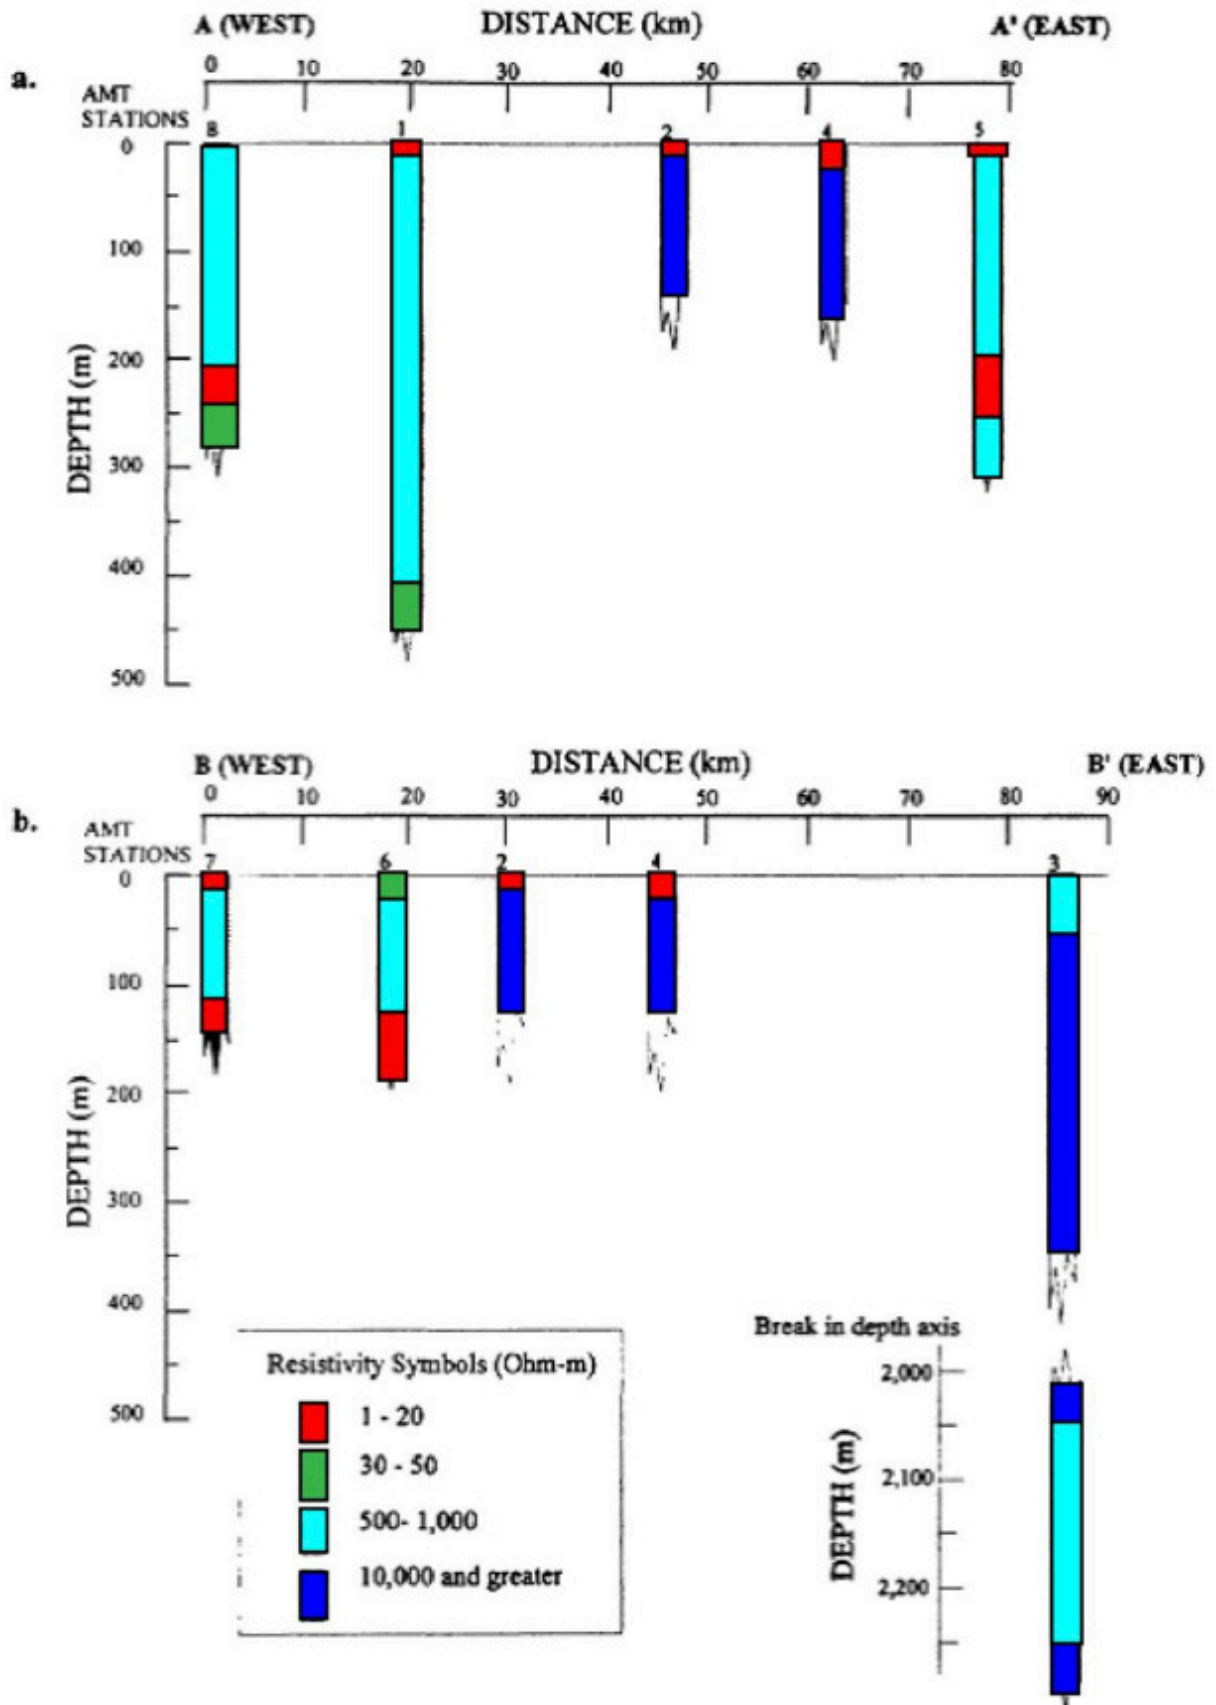 A (WEST) DISTANCE (km) A' (EAST)
a.
0 10 20 30 40 50 60 70 80
AMT
STATIONS
8 1 2 4 5
0
100
200
300
400
500
DEPTH (m)
B (WEST) DISTANCE (km) B' (EAST)
b.
0 10 20 30 40 50 60 70 80 90
AMT
STATIONS
7 6 2 4 3
0
100
200
300
400
500
DEPTH (m)
Resistivity Symbols (Ohm-m)
1 - 20
30 - 50
500- 1,000
10,000 and greater
Break in depth axis
2,000
2,100
2,200
DEPTH (m)